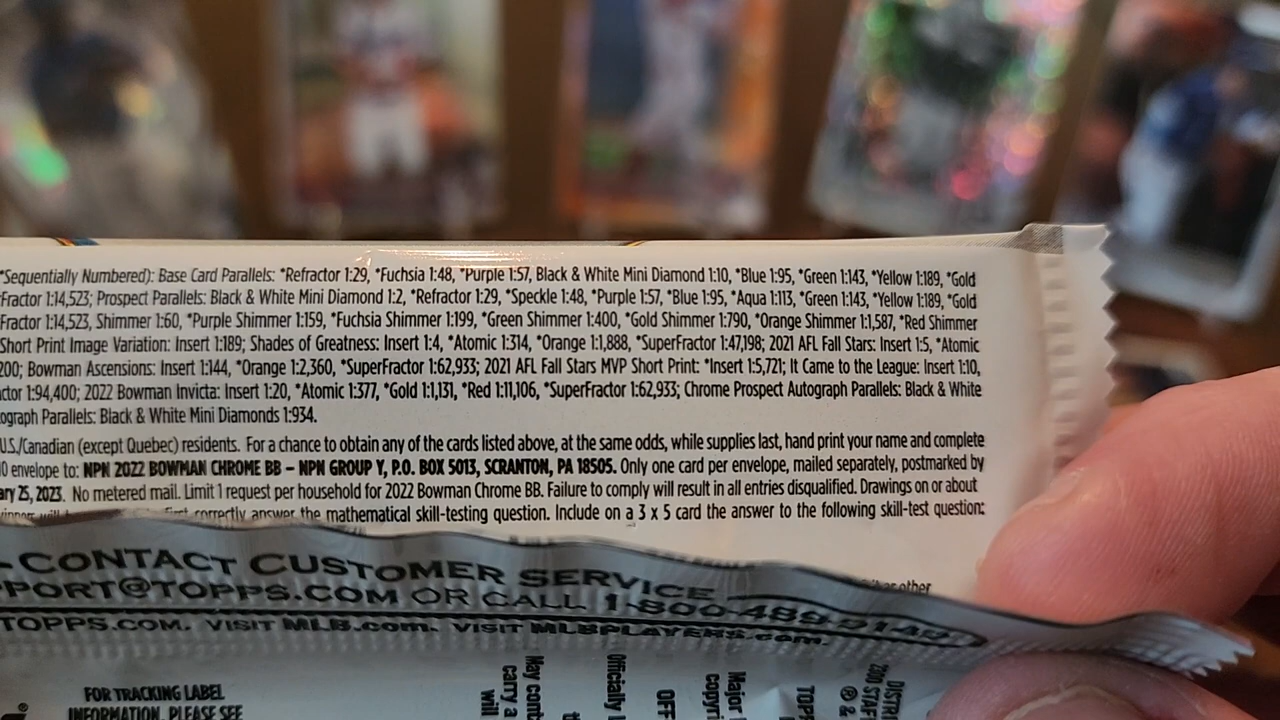 *Sequentially Numbered): Base Card Parallels: *Refractor 1:29, *Fuchsia 1:48, *Purple 1:57, Black & White Mini Diamond 1:10, *Blue 1:95, *Green 1:143, *Yellow 1:189, *Gold
Fractor 1:14,523; Prospect Parallels: Black & White Mini Diamond 1:2, *Refractor 1:29, *Speckle 1:48, *Purple 1:57, *Blue 1:95, *Aqua 1:113, *Green 1:143, *Yellow 1:189, *Gold
Fractor 1:14,523, Shimmer 1:60, *Purple Shimmer 1:159, *Fuchsia Shimmer 1:199, *Green Shimmer 1:400, *Gold Shimmer 1:790, *Orange Shimmer 1:1,587, *Red Shimmer
Short Print Image Variation: Insert 1:189; Shades of Greatness: Insert 1:4, *Atomic 1:314, *Orange 1:1,888, *SuperFractor 1:47,198; 2021 AFL Fall Stars: Insert 1:5, *Atomic
200; Bowman Ascensions: Insert 1:144, *Orange 1:2,360, *SuperFractor 1:62,933; 2021 AFL Fall Stars MVP Short Print: *Insert 1:5,721; It Came to the League: Insert 1:10,
ctor 1:94,400; 2022 Bowman Invicta: Insert 1:20, *Atomic 1:377, *Gold 1:1,131, *Red 1:11,106, *SuperFractor 1:62,933; Chrome Prospect Autograph Parallels: Black & White
ograph Parallels: Black & White Mini Diamonds 1:934.
U.S./Canadian (except Quebec) residents. For a chance to obtain any of the cards listed above, at the same odds, while supplies last, hand print your name and complete
0 envelope to: NPN 2022 BOWMAN CHROME BB – NPN GROUP Y, P.O. BOX 5013, SCRANTON, PA 18505. Only one card per envelope, mailed separately, postmarked by
ary 25, 2023. No metered mail. Limit 1 request per household for 2022 Bowman Chrome BB. Failure to comply will result in all entries disqualified. Drawings on or about
First correctly answer the mathematical skill-testing question. Include on a 3 x 5 card the answer to the following skill-test question:
other
CONTACT CUSTOMER SERVICE
PPORT@TOPPS.COM OR CALL 1-800-489-9149
TOPPS.COM. VISIT MLB.com. VISIT MLBPLAYERS.com.
FOR TRACKING LABEL
INFORMATION, PLEASE SEE
May cont
carry a
will
Officially l
t
OFF
Major l
copyri
TOPP
DISTRI
2300 STAF
® &